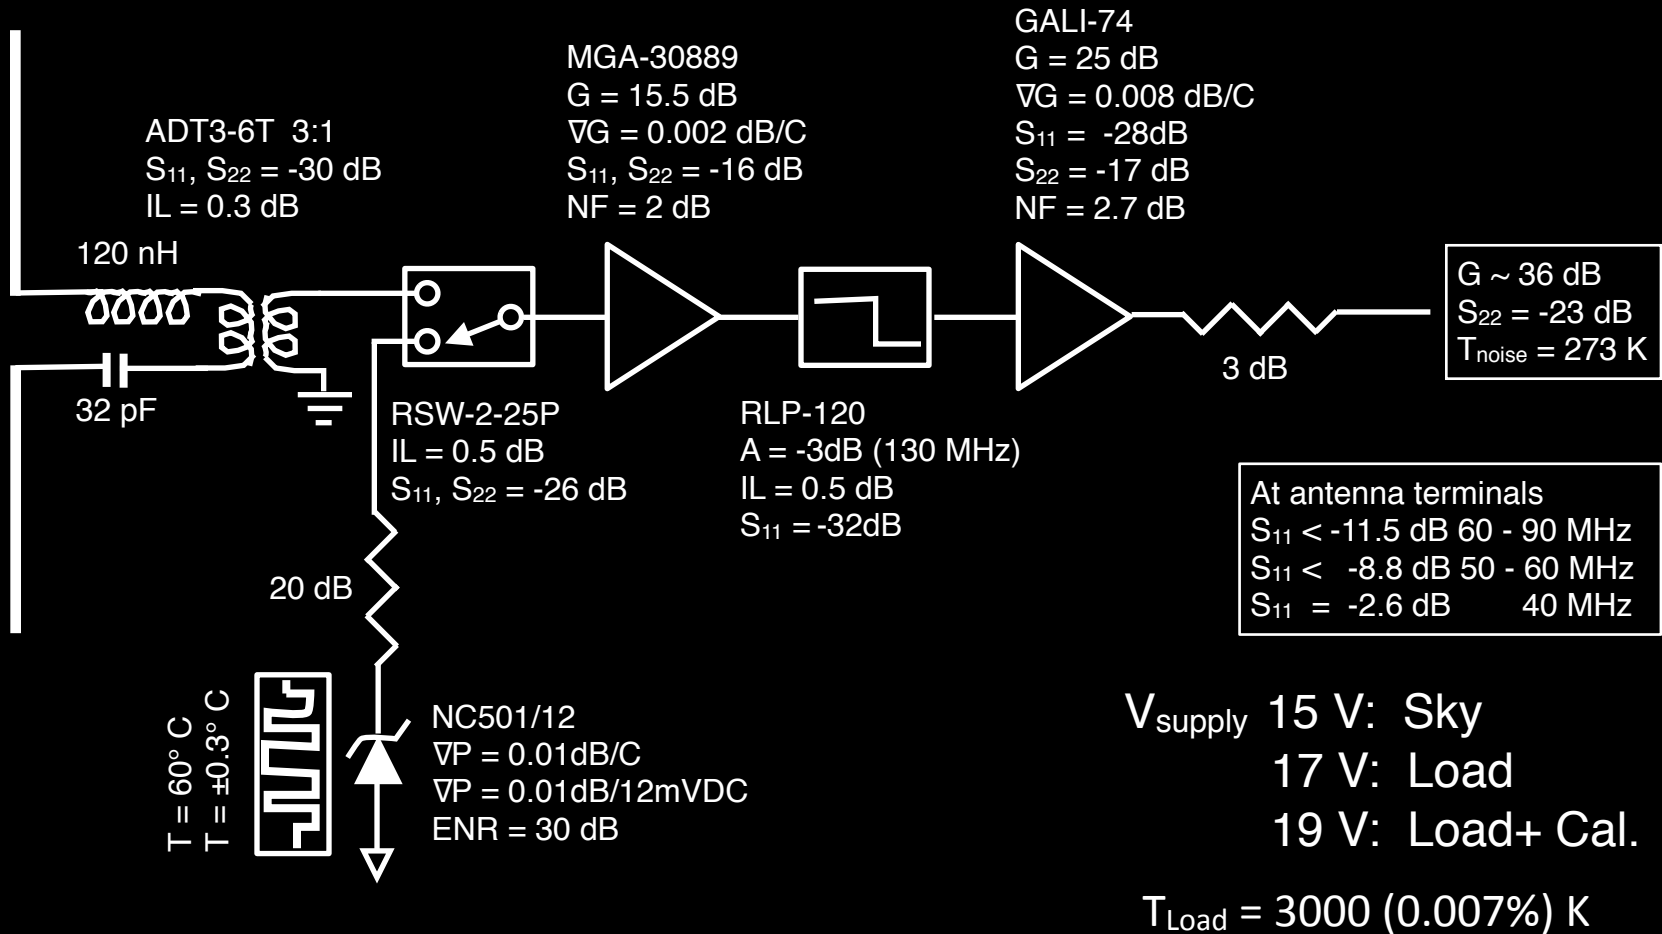 GALI-74
G = 25 dB
∇G = 0.008 dB/C
S₁₁ = -28dB
S₂₂ = -17 dB
NF = 2.7 dB
MGA-30889
G = 15.5 dB
∇G = 0.002 dB/C
S₁₁, S₂₂ = -16 dB
NF = 2 dB
ADT3-6T 3:1
S₁₁, S₂₂ = -30 dB
IL = 0.3 dB
120 nH
32 pF
G ~ 36 dB
S₂₂ = -23 dB
Tnoise = 273 K
3 dB
RSW-2-25P
IL = 0.5 dB
S₁₁, S₂₂ = -26 dB
RLP-120
A = -3dB (130 MHz)
IL = 0.5 dB
S₁₁ = -32dB
At antenna terminals
S₁₁ < -11.5 dB 60 - 90 MHz
S₁₁ < -8.8 dB 50 - 60 MHz
S₁₁ = -2.6 dB 40 MHz
20 dB
T = 60° C
T = ±0.3° C
NC501/12
∇P = 0.01dB/C
∇P = 0.01dB/12mVDC
ENR = 30 dB
Vsupply 15 V: Sky
17 V: Load
19 V: Load+ Cal.
TLoad = 3000 (0.007%) K